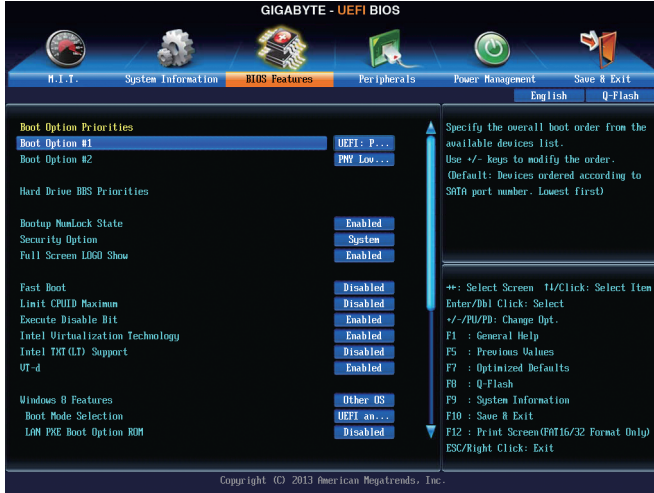 GIGABYTE - UEFI BIOS
M.I.T.
System Information
BIOS Features
Peripherals
Power Management
Save & Exit
English
Q-Flash
Boot Option Priorities
Boot Option #1 UEFI: P...
Boot Option #2 PNY Lov...
Hard Drive BBS Priorities
Bootup NumLock State Enabled
Security Option System
Full Screen LOGO Show Enabled
Fast Boot Disabled
Limit CPUID Maximum Disabled
Execute Disable Bit Enabled
Intel Virtualization Technology Enabled
Intel TXT(LT) Support Disabled
VT-d Enabled
Windows 8 Features Other OS
Boot Mode Selection UEFI an...
LAN PXE Boot Option ROM Disabled
Specify the overall boot order from the
available devices list.
Use +/- keys to modify the order.
(Default: Devices ordered according to
SATA port number. Lowest first)
→←: Select Screen ↑↓/Click: Select Item
Enter/Dbl Click: Select
+/-/PU/PD: Change Opt.
F1 : General Help
F5 : Previous Values
F7 : Optimized Defaults
F8 : Q-Flash
F9 : System Information
F10 : Save & Exit
F12 : Print Screen(FAT16/32 Format Only)
ESC/Right Click: Exit
Copyright (C) 2013 American Megatrends, Inc.